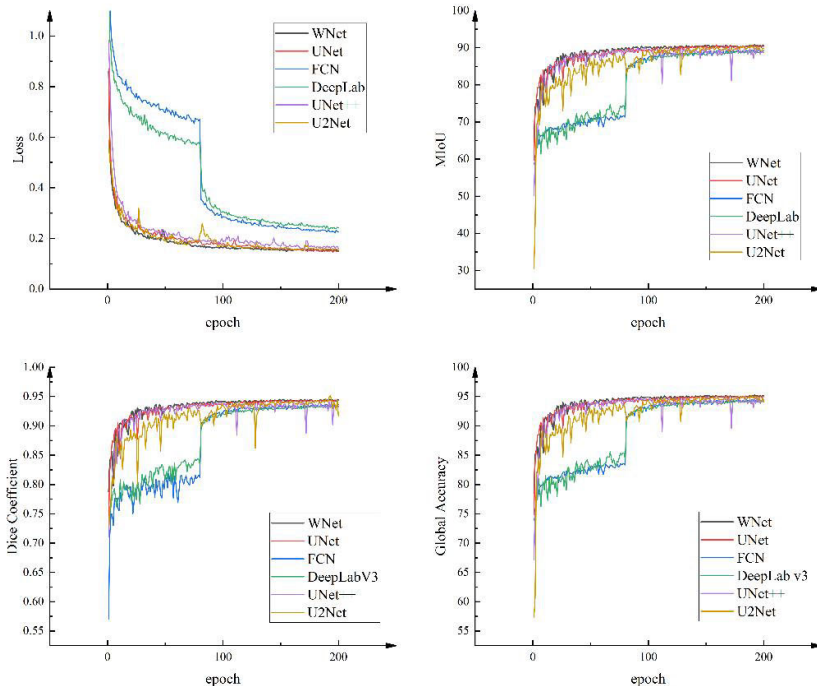 Loss
1.0
0.8
0.6
0.4
0.2
0.0
0
100
200
epoch
WNet
UNet
FCN
DeepLab
UNet++
U2Net
MIoU
100
90
80
70
60
50
40
30
0
100
200
epoch
WNet
UNet
FCN
DeepLab
UNet++
U2Net
Dice Coefficient
1.00
0.95
0.90
0.85
0.80
0.75
0.70
0.65
0.60
0.55
0
100
200
epoch
WNet
UNet
FCN
DeepLabV3
UNet
U2Net
Global Accuracy
100
95
90
85
80
75
70
65
60
55
0
100
200
epoch
WNet
UNet
FCN
DeepLab v3
UNet++
U2Net